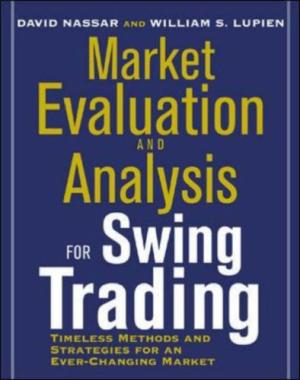 DAVID NASSAR AND WILLIAM S. LUPIEN
Market
Evaluation
AND
Analysis
FOR Swing
Trading
TIMELESS METHODS AND
STRATEGIES FOR AN
EVER-CHANGING MARKET